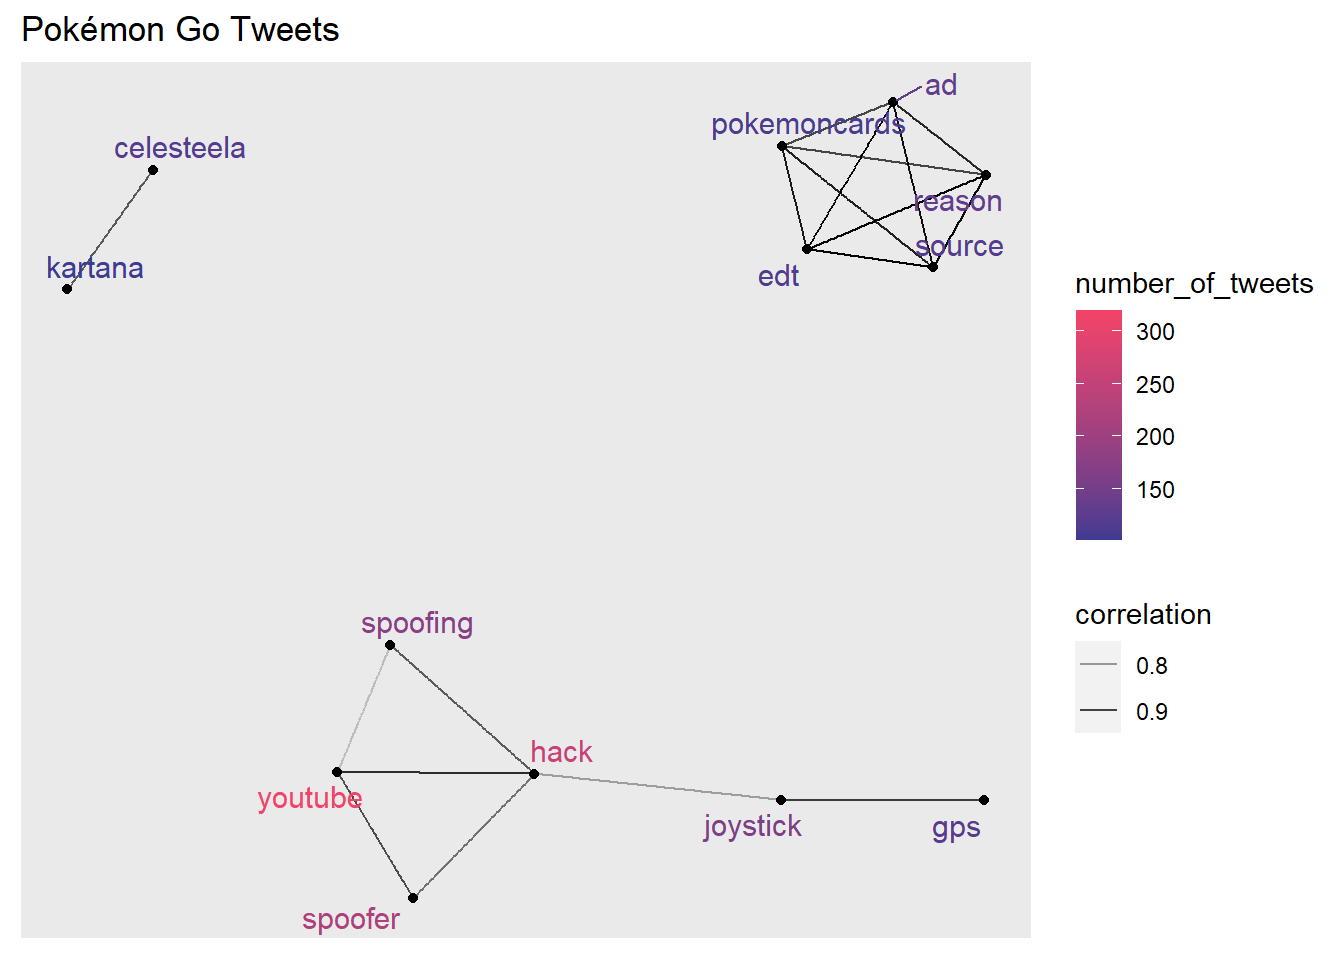 Pokémon Go Tweets
ad
pokemoncards
celesteela
reason
source
kartana
edt
number_of_tweets
300
250
200
150
correlation
0.8
0.9
spoofing
hack
youtube
joystick
gps
spoofer